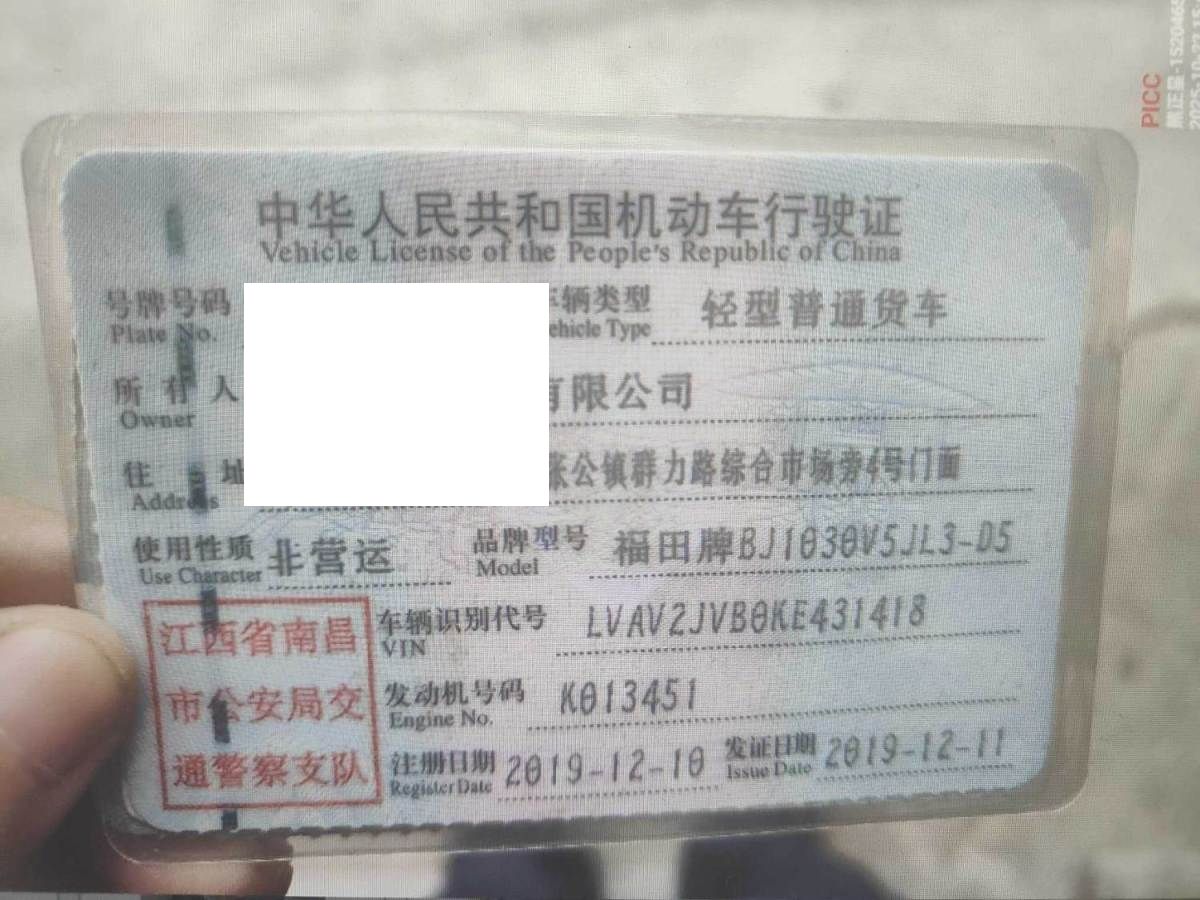 PICC
中华人民共和国机动车行驶证
Vehicle License of the People's Republic of China
号牌号码 车辆类型 轻型普通货车
Plate No. Vehicle Type
所有人 有限公司
Owner
住址 张公镇群力路综合市场旁4号门面
Address
使用性质 非营运 品牌型号 福田牌BJ1030V5JL3-D5
Use Character Model
江西省南昌 车辆识别代号 LVAV2JVB0KE431418
VIN
市公安局交 发动机号码 K013451
Engine No.
通警察支队 注册日期 2019-12-10 发证日期 2019-12-11
Register Date Issue Date